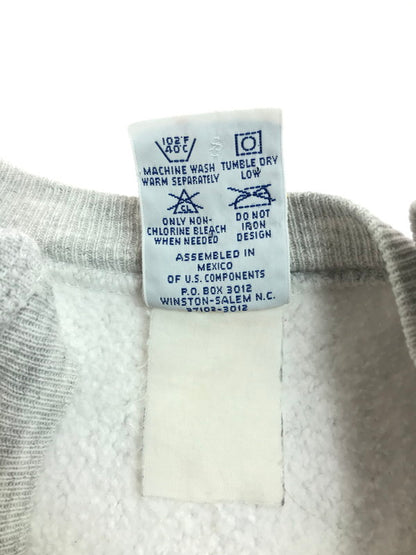 102°F
40°C
MACHINE WASH
WARM SEPARATELY
TUMBLE DRY
LOW
CL
ONLY NON-
CHLORINE BLEACH
WHEN NEEDED
DO NOT
IRON
DESIGN
ASSEMBLED IN
MEXICO
OF U.S. COMPONENTS
P.O. BOX 3012
WINSTON-SALEM N.C.
27102-3012